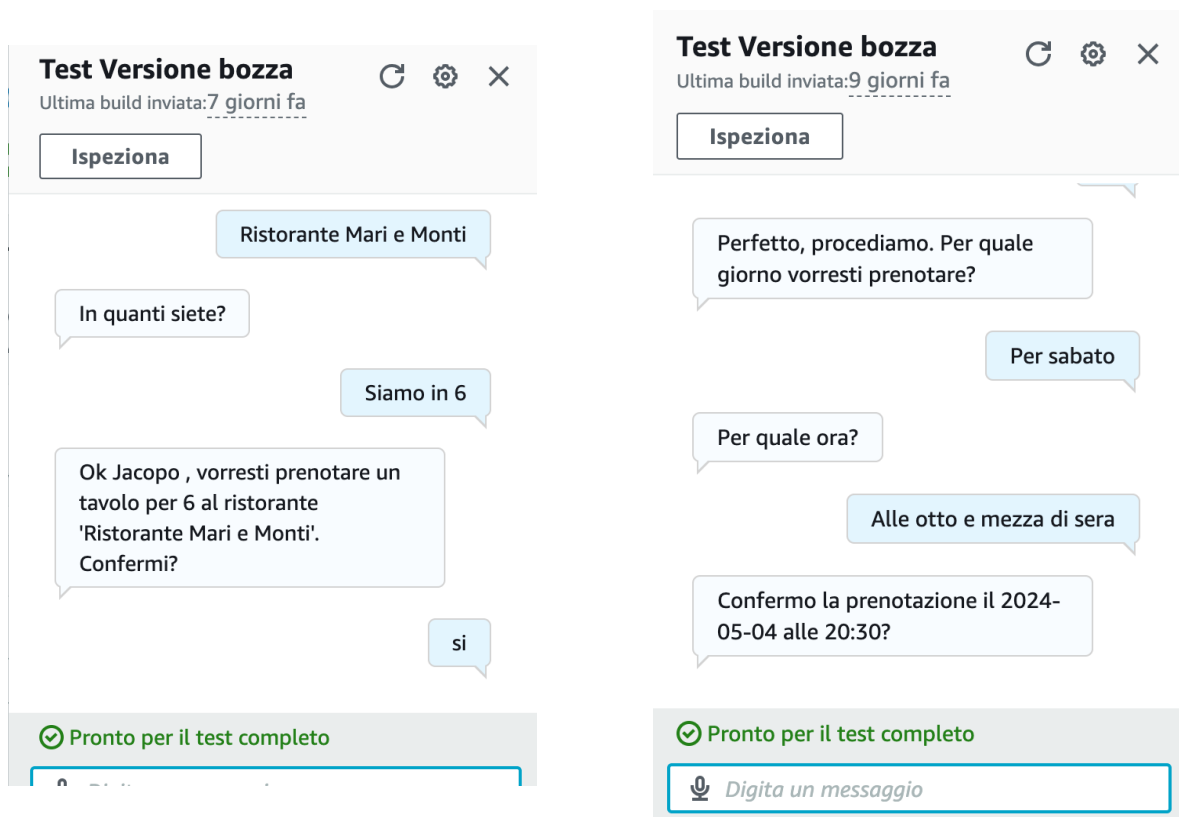 Test Versione bozza
Ultima build inviata:7 giorni fa
Ispeziona
Ristorante Mari e Monti
In quanti siete?
Siamo in 6
Ok Jacopo , vorresti prenotare un
tavolo per 6 al ristorante
'Ristorante Mari e Monti'.
Confermi?
si
Pronto per il test completo
Test Versione bozza
Ultima build inviata:9 giorni fa
Ispeziona
Perfetto, procediamo. Per quale
giorno vorresti prenotare?
Per sabato
Per quale ora?
Alle otto e mezza di sera
Confermo la prenotazione il 2024-
05-04 alle 20:30?
Pronto per il test completo
Digita un messaggio